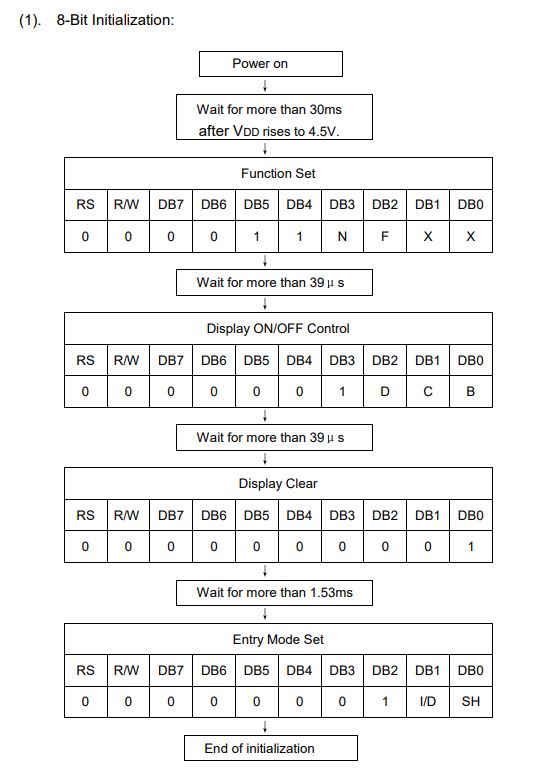 (1). 8-Bit Initialization:
Power on
Wait for more than 30ms
after VDD rises to 4.5V.
Function Set
RS R/W DB7 DB6 DB5 DB4 DB3 DB2 DB1 DB0
0 0 0 0 1 1 N F X X
Wait for more than 39 μ s
Display ON/OFF Control
RS R/W DB7 DB6 DB5 DB4 DB3 DB2 DB1 DB0
0 0 0 0 0 0 1 D C B
Wait for more than 39 μ s
Display Clear
RS R/W DB7 DB6 DB5 DB4 DB3 DB2 DB1 DB0
0 0 0 0 0 0 0 0 0 1
Wait for more than 1.53ms
Entry Mode Set
RS R/W DB7 DB6 DB5 DB4 DB3 DB2 DB1 DB0
0 0 0 0 0 0 0 1 I/D SH
End of initialization